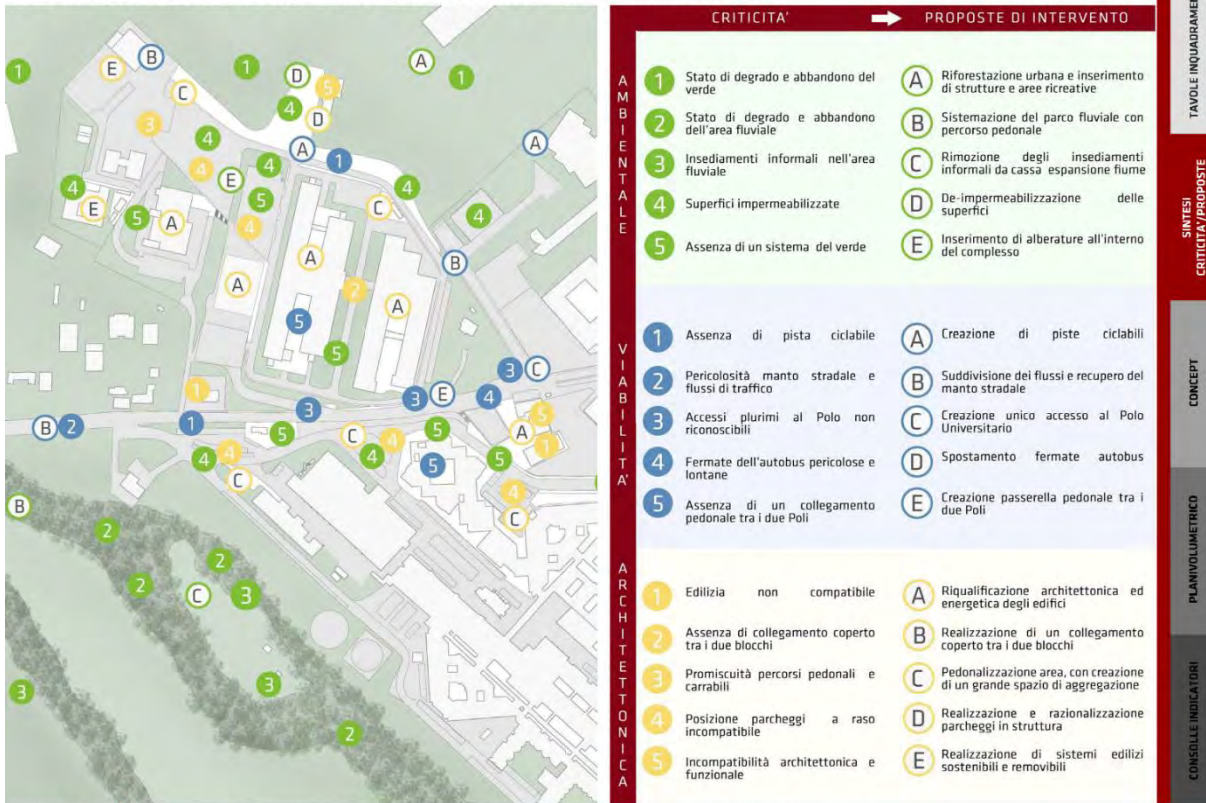 CRITICITA' PROPOSTE DI INTERVENTO
AMBIENTALE
1 Stato di degrado e abbandono del
verde
A Riforestazione urbana e inserimento
di strutture e aree ricreative
2 Stato di degrado e abbandono
dell'area fluviale
B Sistemazione del parco fluviale con
percorso pedonale
3 Insediamenti informali nell'area
fluviale
C Rimozione degli insediamenti
informali da cassa espansione fiume
4 Superfici impermeabilizzate
D De-impermeabilizzazione delle
superfici
5 Assenza di un sistema del verde
E Inserimento di alberature all'interno
del complesso
VIABILITA'
1 Assenza di pista ciclabile
A Creazione di piste ciclabili
2 Pericolosità manto stradale e
flussi di traffico
B Suddivisione dei flussi e recupero del
manto stradale
3 Accessi plurimi al Polo non
riconoscibili
C Creazione unico accesso al Polo
Universitario
4 Fermate dell'autobus pericolose e
lontane
D Spostamento fermate autobus
5 Assenza di un collegamento
pedonale tra i due Poli
E Creazione passerella pedonale tra i
due Poli
ARCHITETTONICA
1 Edilizia non compatibile
A Riqualificazione architettonica ed
energetica degli edifici
2 Assenza di collegamento coperto
tra i due blocchi
B Realizzazione di un collegamento
coperto tra i due blocchi
3 Promiscuità percorsi pedonali e
carrabili
C Pedonalizzazione area, con creazione
di un grande spazio di aggregazione
4 Posizione parcheggi a raso
incompatibile
D Realizzazione e razionalizzazione
parcheggi in struttura
5 Incompatibilità architettonica e
funzionale
E Realizzazione di sistemi edilizi
sostenibili e removibili
TAVOLE
SINTESI
CRITICITA'/PROPOSTE
CONCEPT
PLANIVOLUMETRICO
CONSOLLE INDICATORI